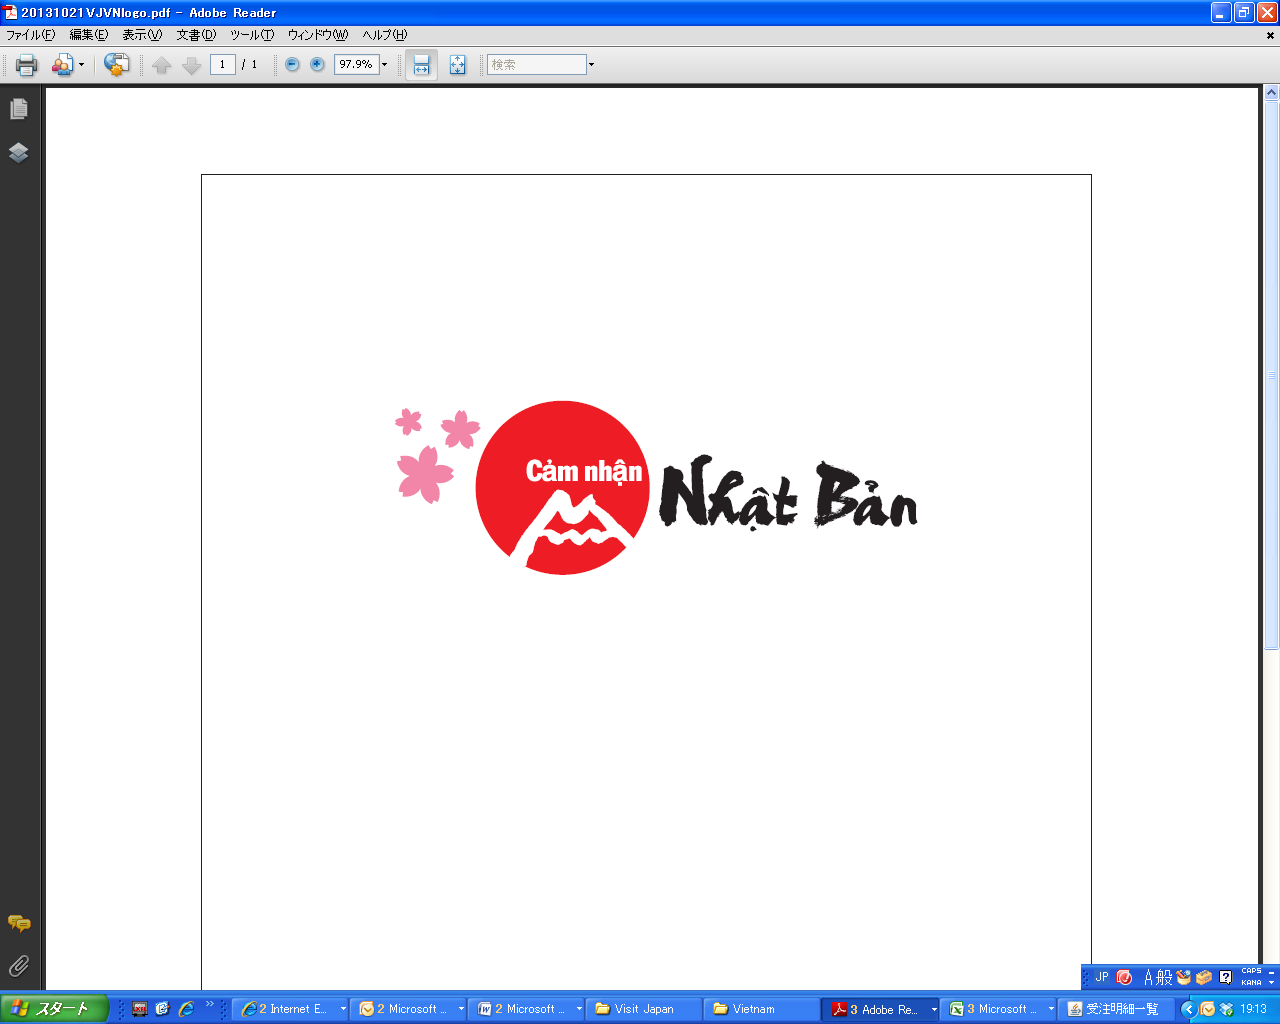 20131021VJVNlogo.pdf - Adobe Reader
ファイル(F) 編集(E) 表示(V) 文書(D) ツール(T) ウィンドウ(W) ヘルプ(H)
1 / 1 97.9% 検索
Cảm nhận
Nhật Bản
JP A 般 CAPS
KANA
スタート 2 Internet E... 2 Microsoft ... 2 Microsoft ... Visit Japan Vietnam 3 Adobe Re... 3 Microsoft ... 受注明細一覧 19:13